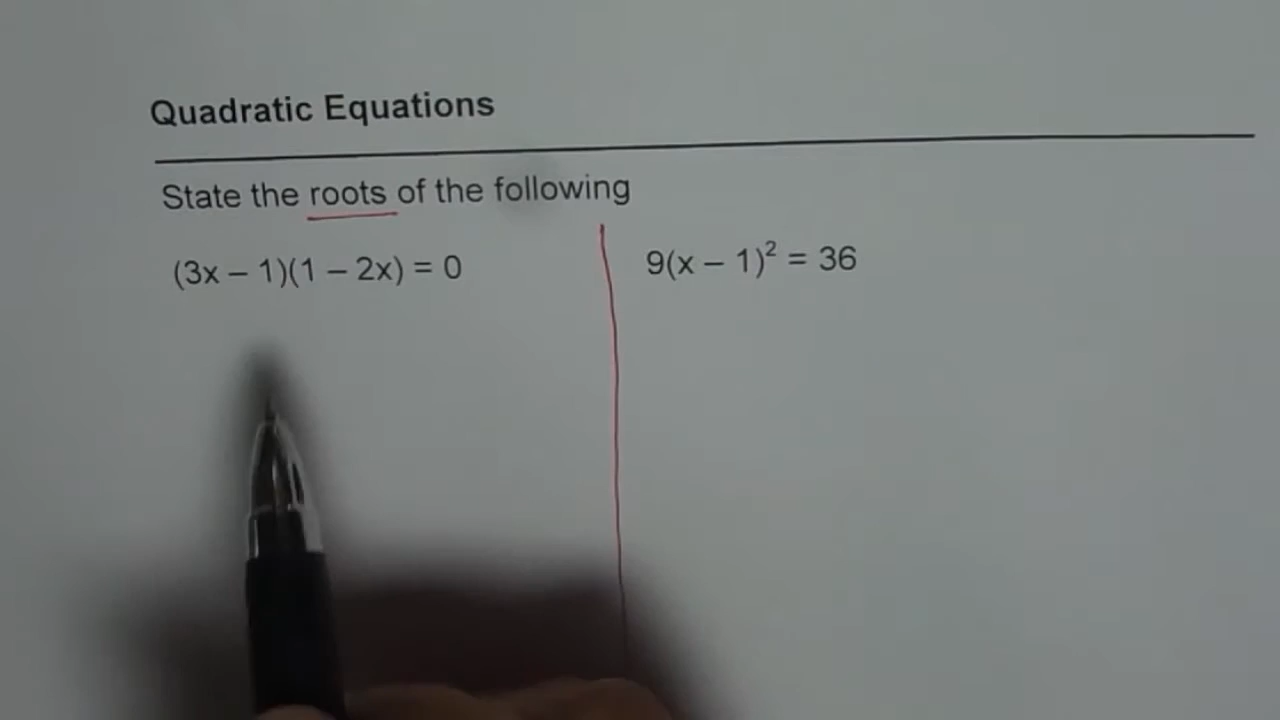 Quadratic Equations
State the roots of the following
(3x – 1)(1 – 2x) = 0
9(x – 1)² = 36